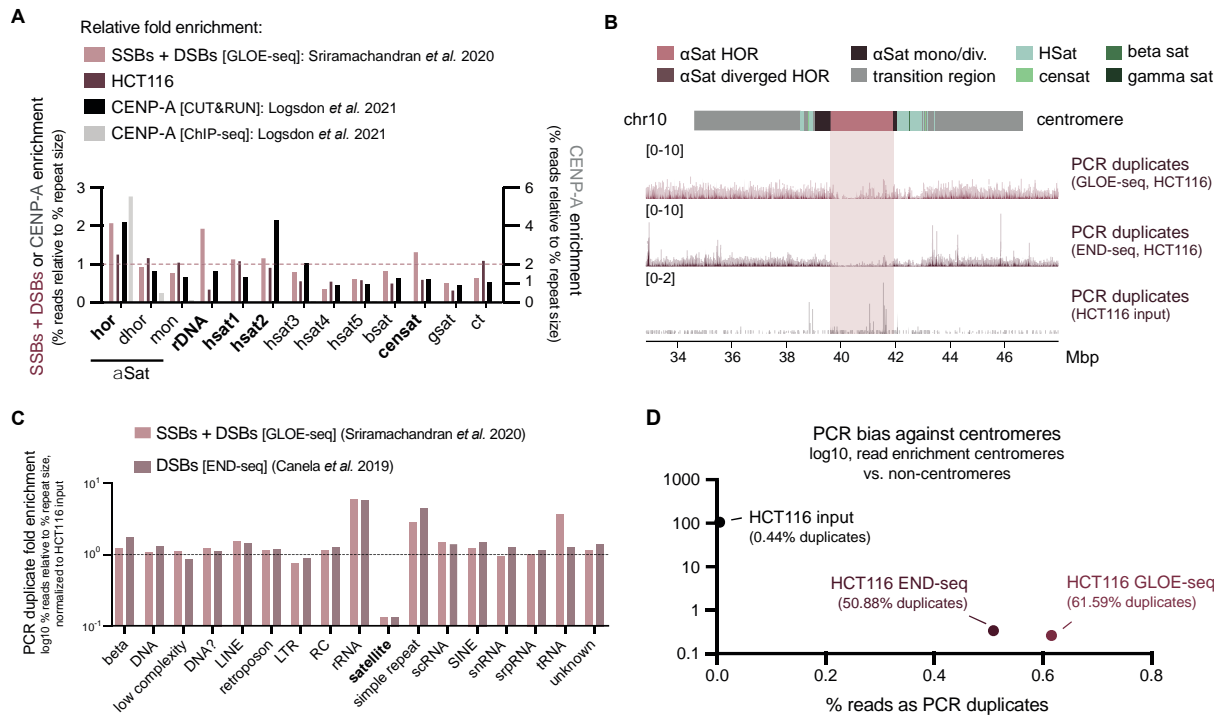 A
Relative fold enrichment:
SSBs + DSBs [GLOE-seq]: Sriramachandran et al. 2020
HCT116
CENP-A [CUT&RUN]: Logsdon et al. 2021
CENP-A [ChIP-seq]: Logsdon et al. 2021
SSBs + DSBs or CENP-A enrichment
(% reads relative to % repeat size)
3
2
1
0
6
4
2
1
0
CENP-A enrichment
(% reads relative to % repeat size)
hor
dhor
mon
rDNA
hsat1
hsat2
hsat3
hsat4
hsat5
bsat
censat
gsat
ct
aSat
B
αSat HOR
αSat diverged HOR
αSat mono/div.
transition region
HSat
censat
beta sat
gamma sat
chr10
centromere
[0-10]
PCR duplicates
(GLOE-seq, HCT116)
[0-10]
PCR duplicates
(END-seq, HCT116)
[0-2]
PCR duplicates
(HCT116 input)
34 36 38 40 42 44 46 Mbp
C
SSBs + DSBs [GLOE-seq] (Sriramachandran et al. 2020)
DSBs [END-seq] (Canela et al. 2019)
PCR duplicate fold enrichment
log10 % reads relative to % repeat size,
normalized to HCT116 input
10¹
10⁰
10⁻¹
beta
DNA
low complexity
DNA?
LINE
retroposon
LTR
RC
rRNA
satellite
simple repeat
scRNA
SINE
snRNA
srpRNA
tRNA
unknown
D
PCR bias against centromeres
log10, read enrichment centromeres
vs. non-centromeres
1000
100
10
1
0.1
HCT116 input
(0.44% duplicates)
HCT116 END-seq
(50.88% duplicates)
HCT116 GLOE-seq
(61.59% duplicates)
0.0 0.2 0.4 0.6 0.8
% reads as PCR duplicates